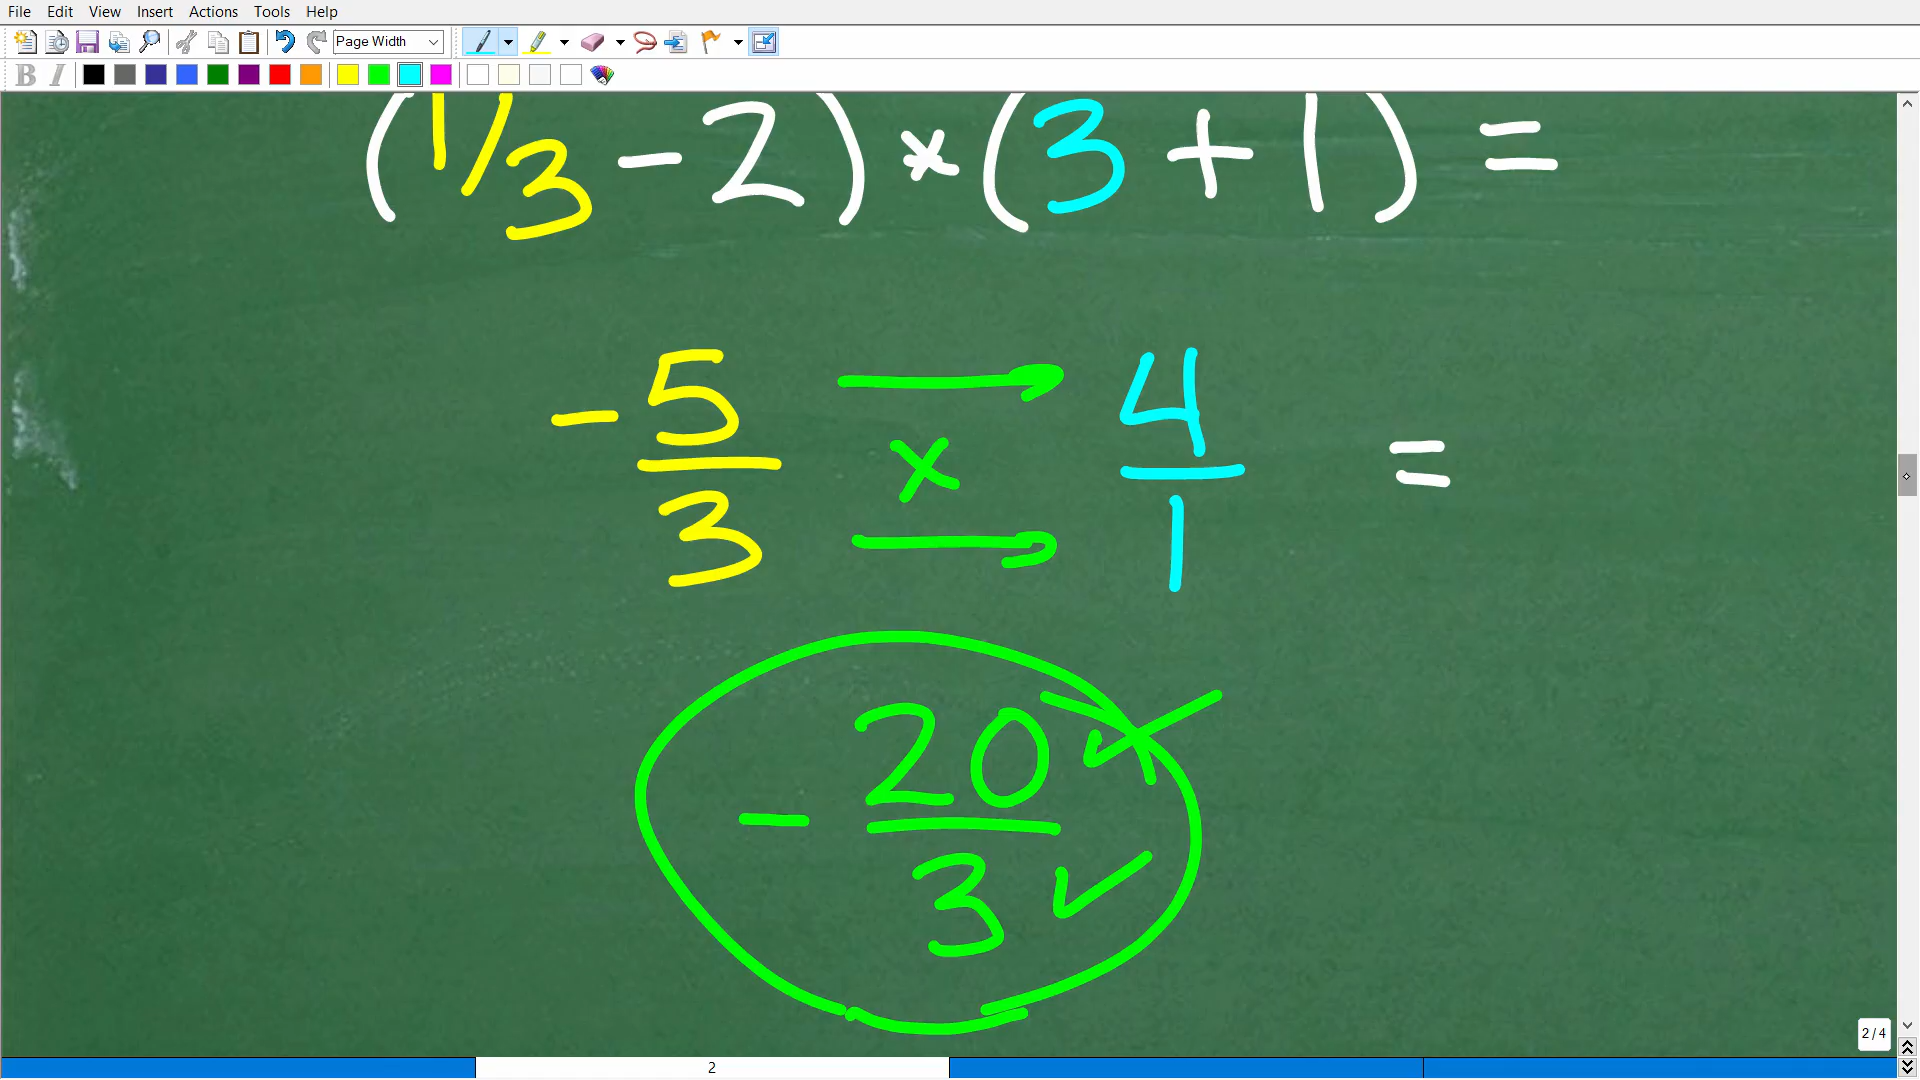 File Edit View Insert Actions Tools Help
Page Width
B I
(1/3 - 2) * (3 + 1) =
- 5/3 × 4/1 =
- 20/3
2 / 4
2